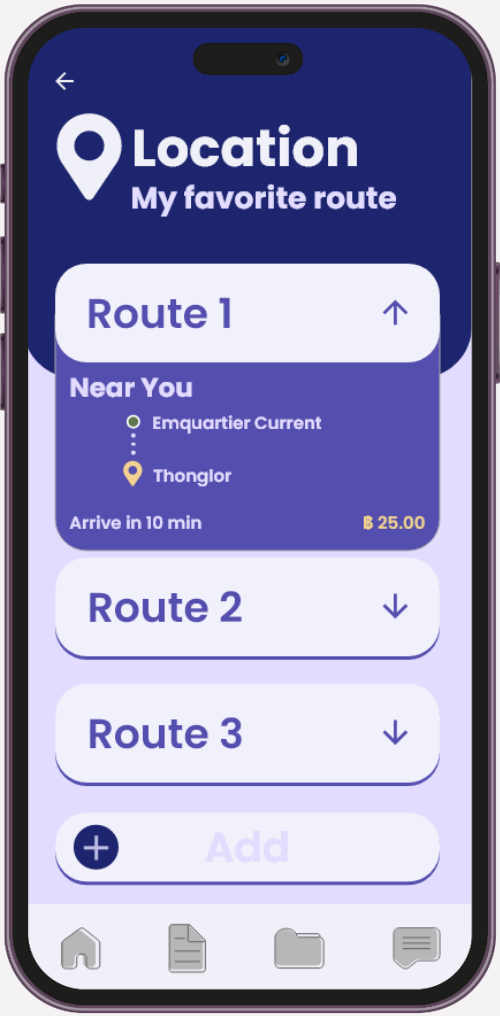 Location
My favorite route
Route 1
Near You
Emquartier Current
Thonglor
Arrive in 10 min ฿ 25.00
Route 2
Route 3
Add